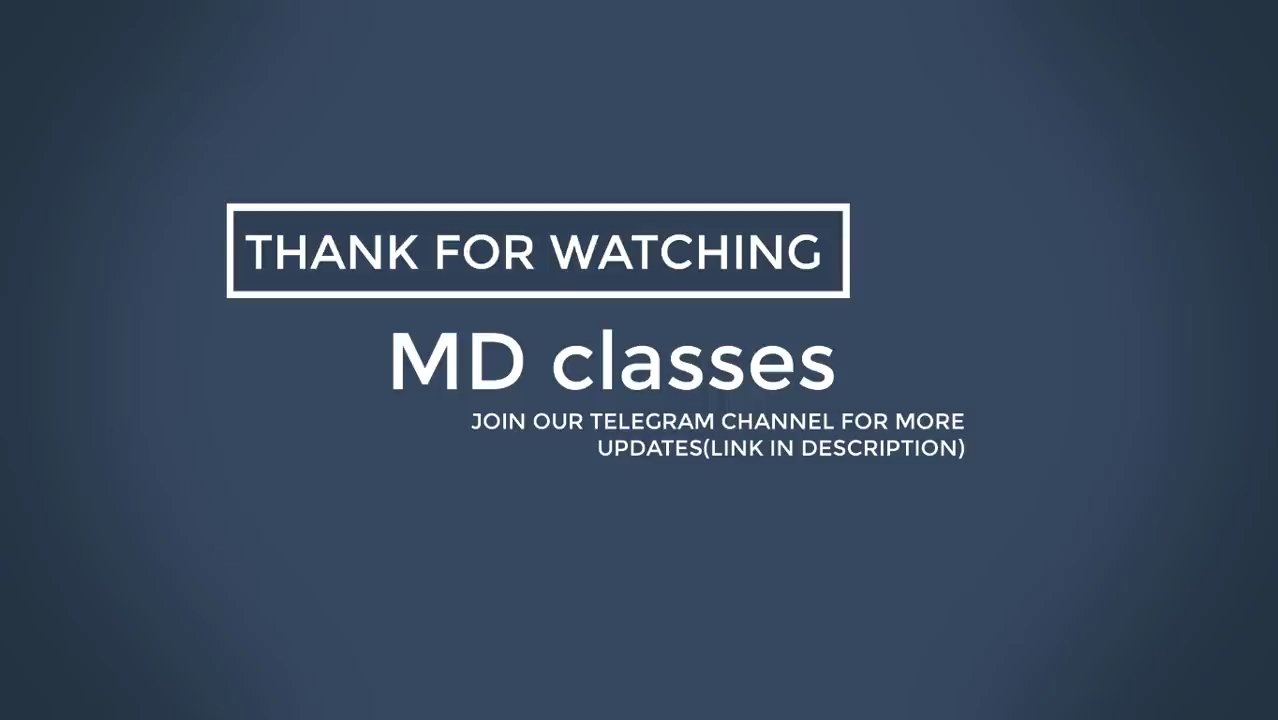 THANK FOR WATCHING
MD classes
JOIN OUR TELEGRAM CHANNEL FOR MORE
UPDATES(LINK IN DESCRIPTION)